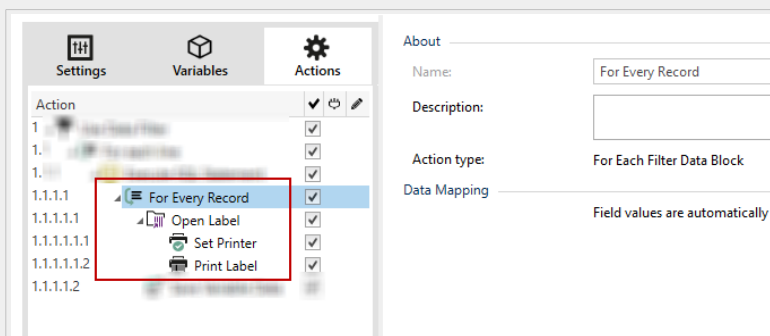 Settings Variables Actions
Action
1
1.
1.
1.1.1.1 For Every Record
1.1.1.1.1 Open Label
1.1.1.1.1.1 Set Printer
1.1.1.1.1.2 Print Label
1.1.1.1.2
About
Name: For Every Record
Description:
Action type: For Each Filter Data Block
Data Mapping
Field values are automatically